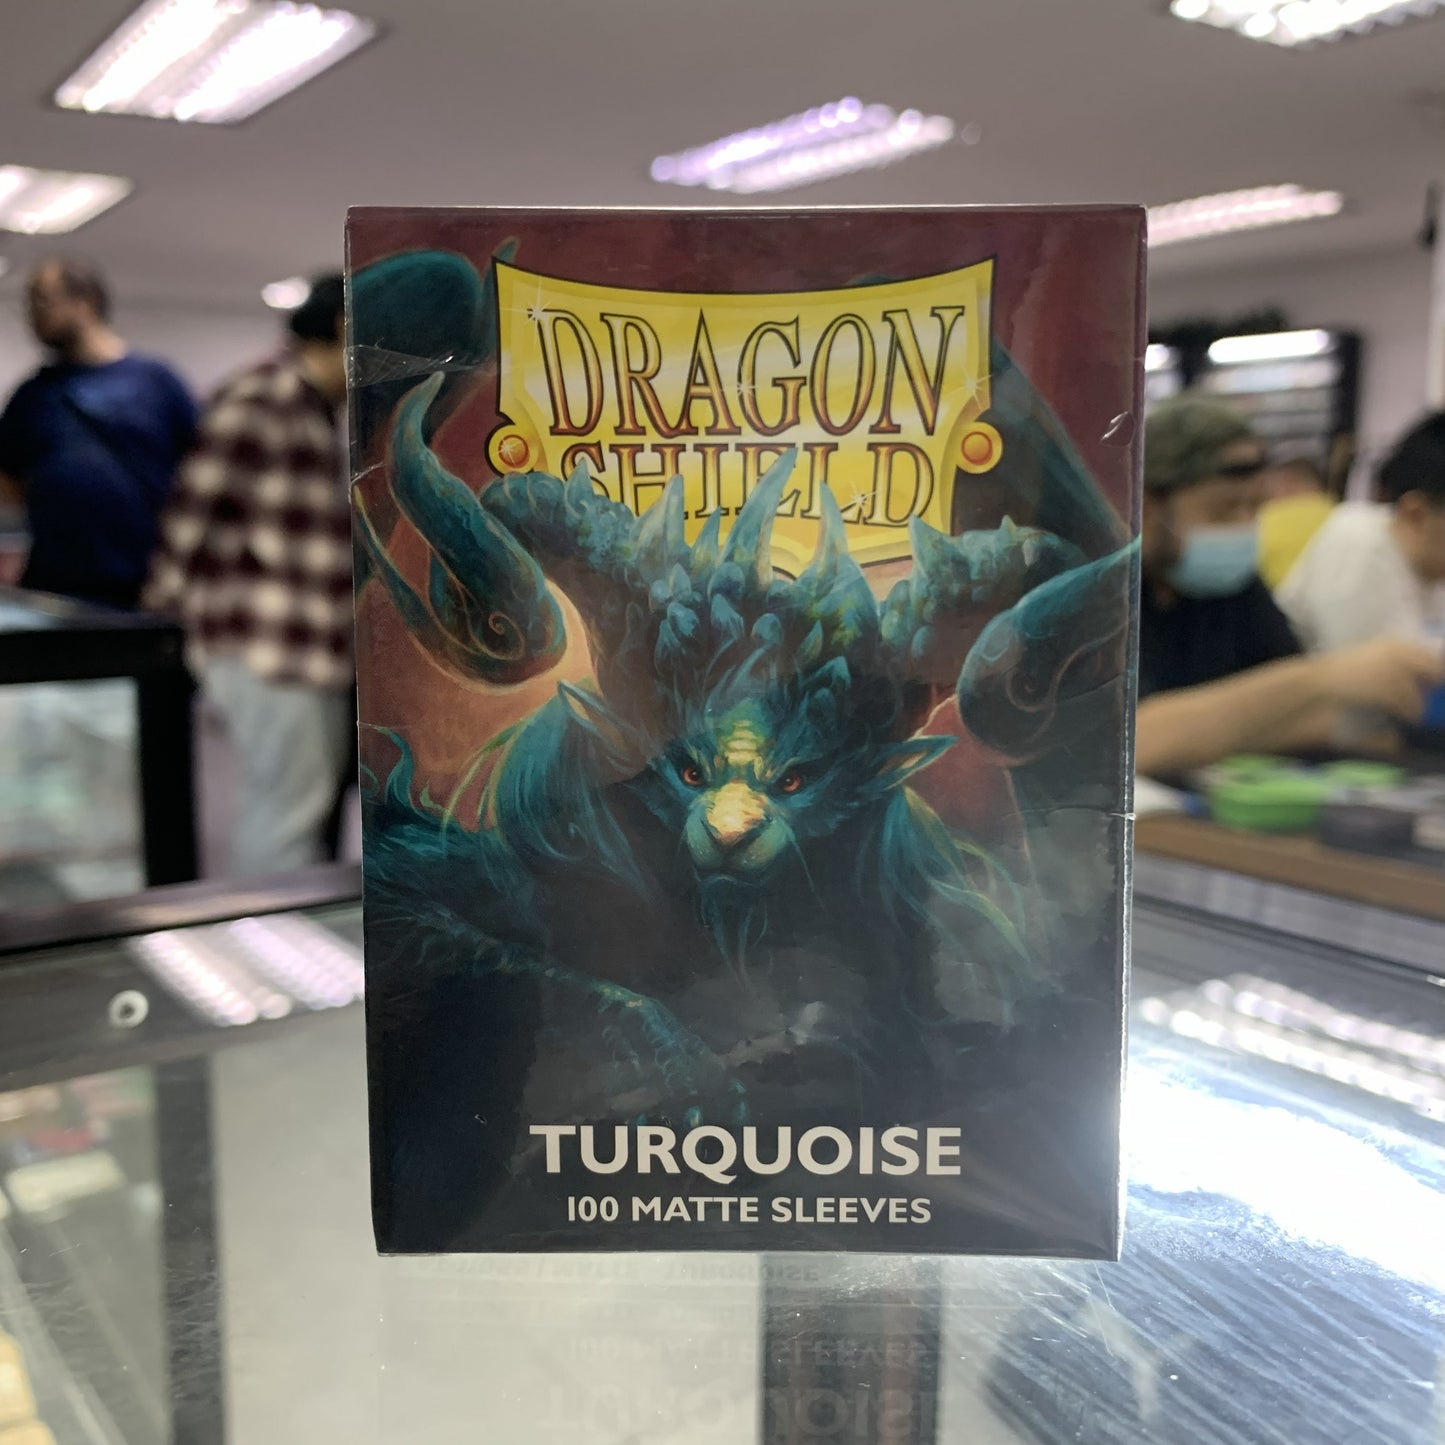 DRAGON
SHIELD
TURQUOISE
100 MATTE SLEEVES